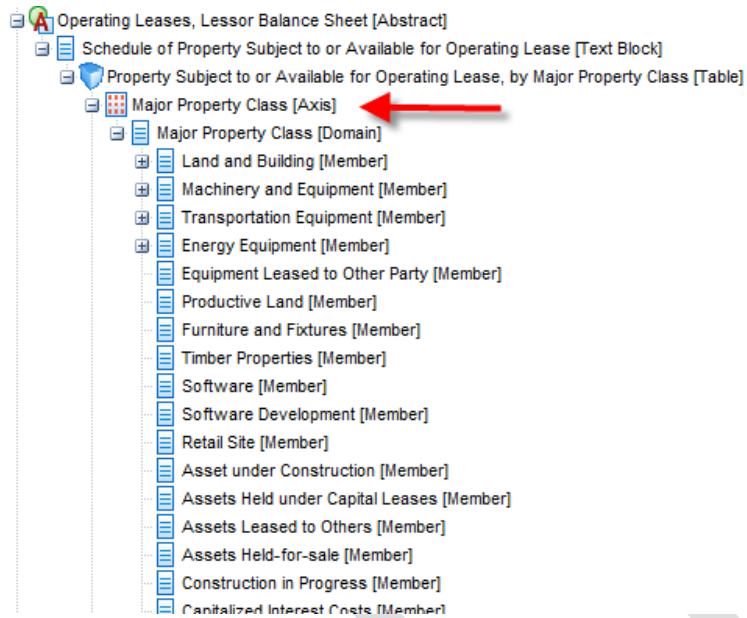 Operating Leases, Lessor Balance Sheet [Abstract]
Schedule of Property Subject to or Available for Operating Lease [Text Block]
Property Subject to or Available for Operating Lease, by Major Property Class [Table]
Major Property Class [Axis]
Major Property Class [Domain]
Land and Building [Member]
Machinery and Equipment [Member]
Transportation Equipment [Member]
Energy Equipment [Member]
Equipment Leased to Other Party [Member]
Productive Land [Member]
Furniture and Fixtures [Member]
Timber Properties [Member]
Software [Member]
Software Development [Member]
Retail Site [Member]
Asset under Construction [Member]
Assets Held under Capital Leases [Member]
Assets Leased to Others [Member]
Assets Held-for-sale [Member]
Construction in Progress [Member]
Capitalized Interest Costs [Member]